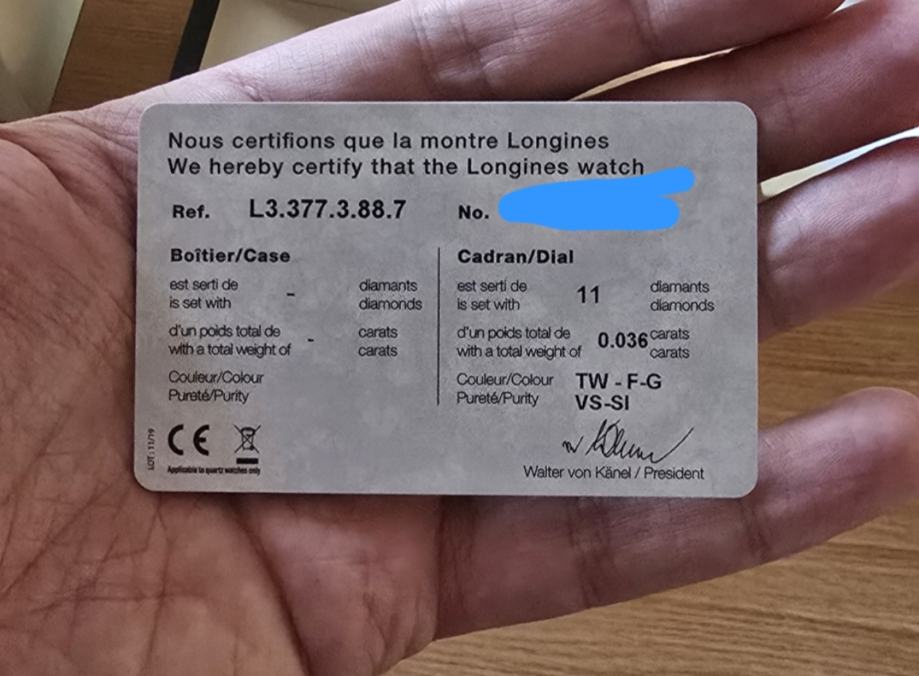 Nous certifions que la montre Longines
We hereby certify that the Longines watch
Ref. L3.377.3.88.7 No.
Boîtier/Case
est serti de - diamants
is set with diamonds
d'un poids total de - carats
with a total weight of carats
Couleur/Colour
Pureté/Purity
Cadran/Dial
est serti de 11 diamants
is set with diamonds
d'un poids total de 0.036 carats
with a total weight of carats
Couleur/Colour TW - F-G
Pureté/Purity VS-SI
LOT: 11/19
CE
Applicable to quartz watches only
Walter von Känel / President